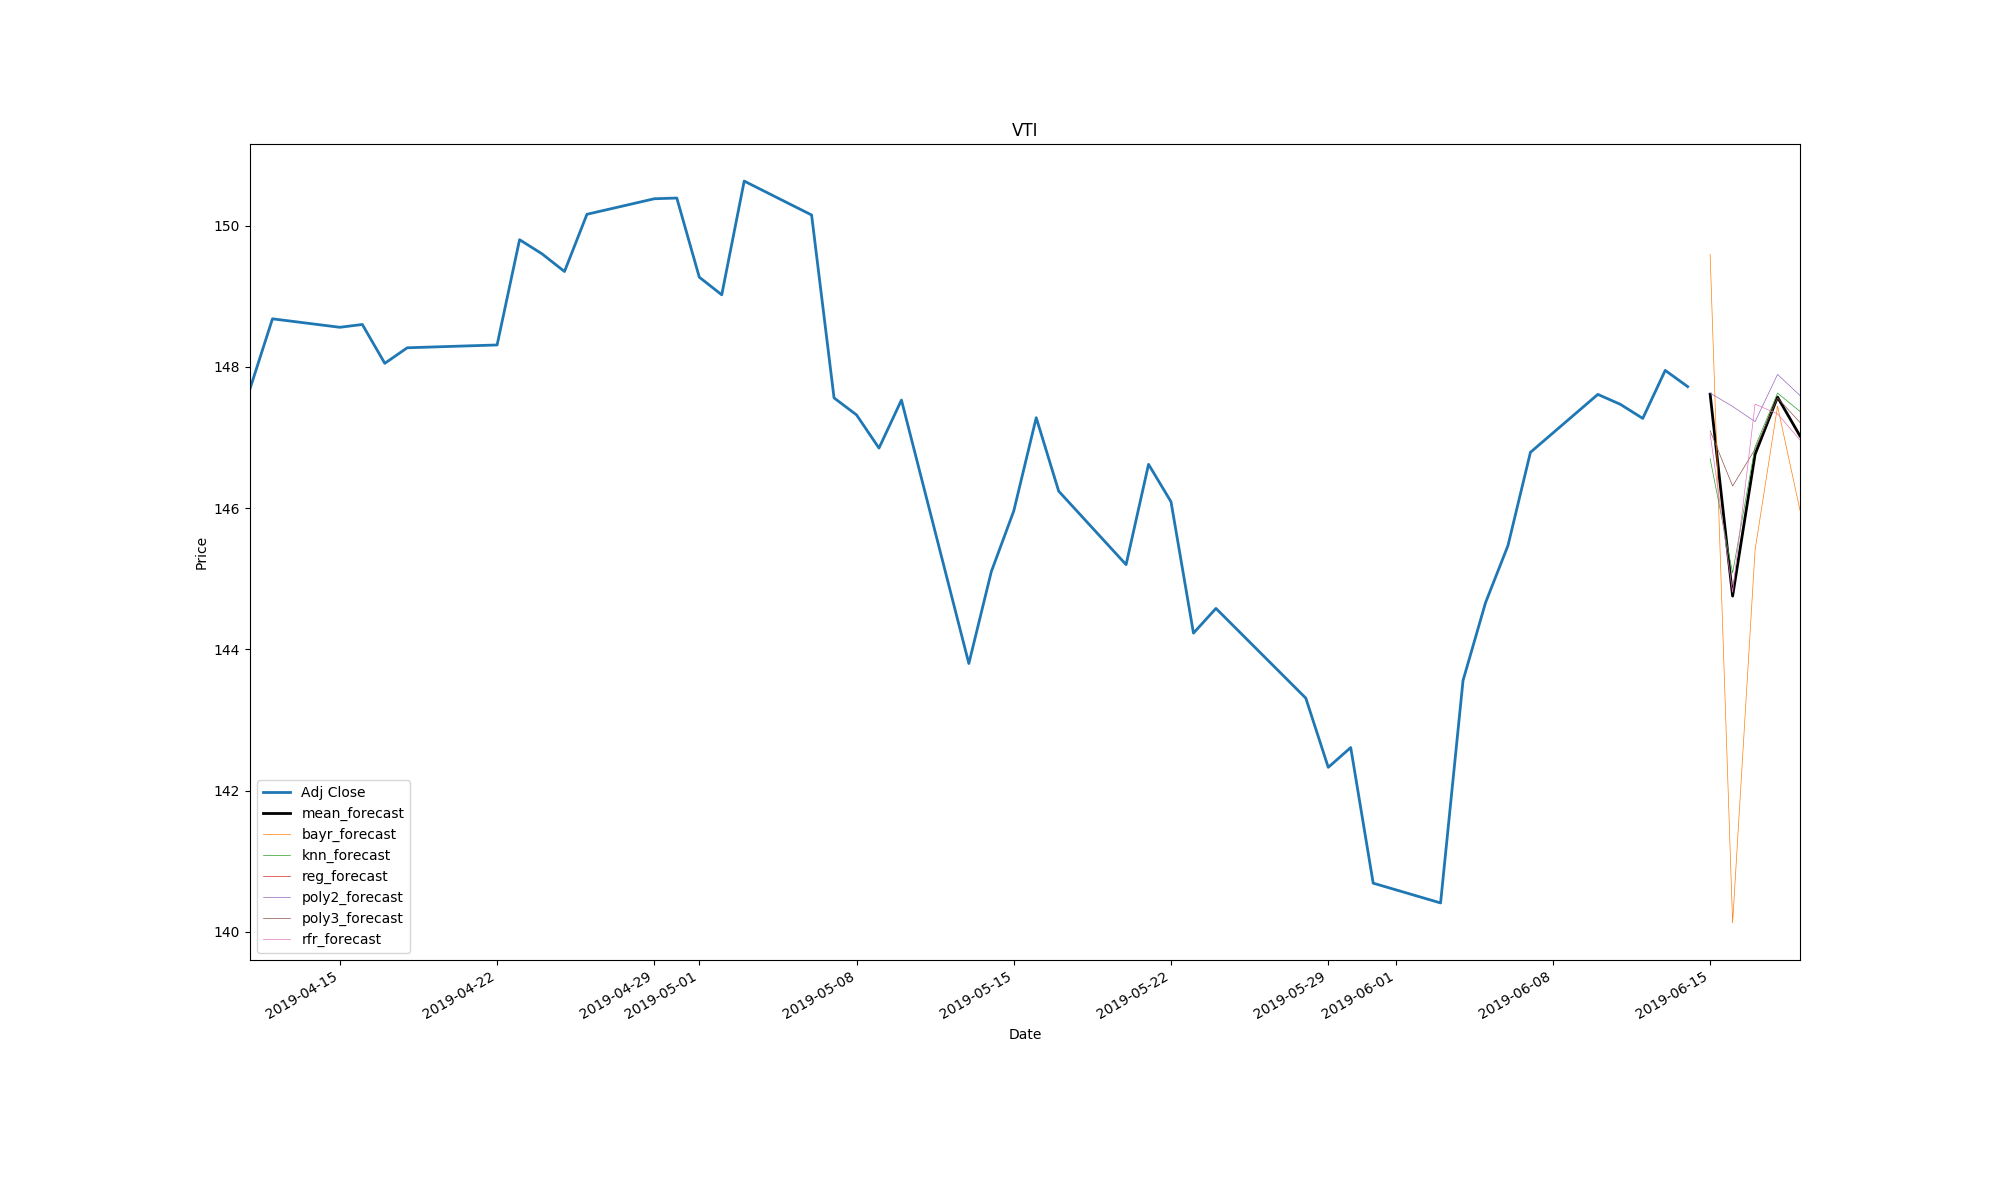 VTI
150
148
146
144
142
140
Price
Adj Close
mean_forecast
bayr_forecast
knn_forecast
reg_forecast
poly2_forecast
poly3_forecast
rfr_forecast
2019-04-15
2019-04-22
2019-04-29
2019-05-01
2019-05-08
2019-05-15
2019-05-22
2019-05-29
2019-06-01
2019-06-08
2019-06-15
Date